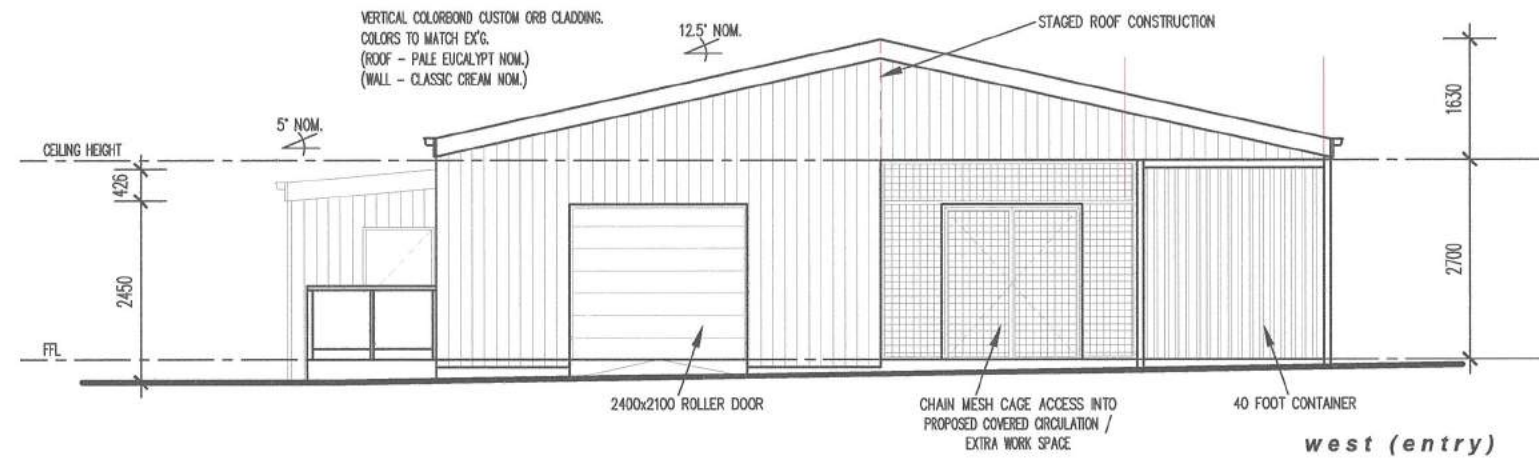 VERTICAL COLORBOND CUSTOM ORB CLADDING.
COLORS TO MATCH EX'G.
(ROOF - PALE EUCALYPT NOM.)
(WALL - CLASSIC CREAM NOM.)
12.5° NOM.
STAGED ROOF CONSTRUCTION
1630
5° NOM.
CEILING HEIGHT
426
2450
2700
FFL
2400x2100 ROLLER DOOR
CHAIN MESH CAGE ACCESS INTO
PROPOSED COVERED CIRCULATION /
EXTRA WORK SPACE
40 FOOT CONTAINER
west (entry)